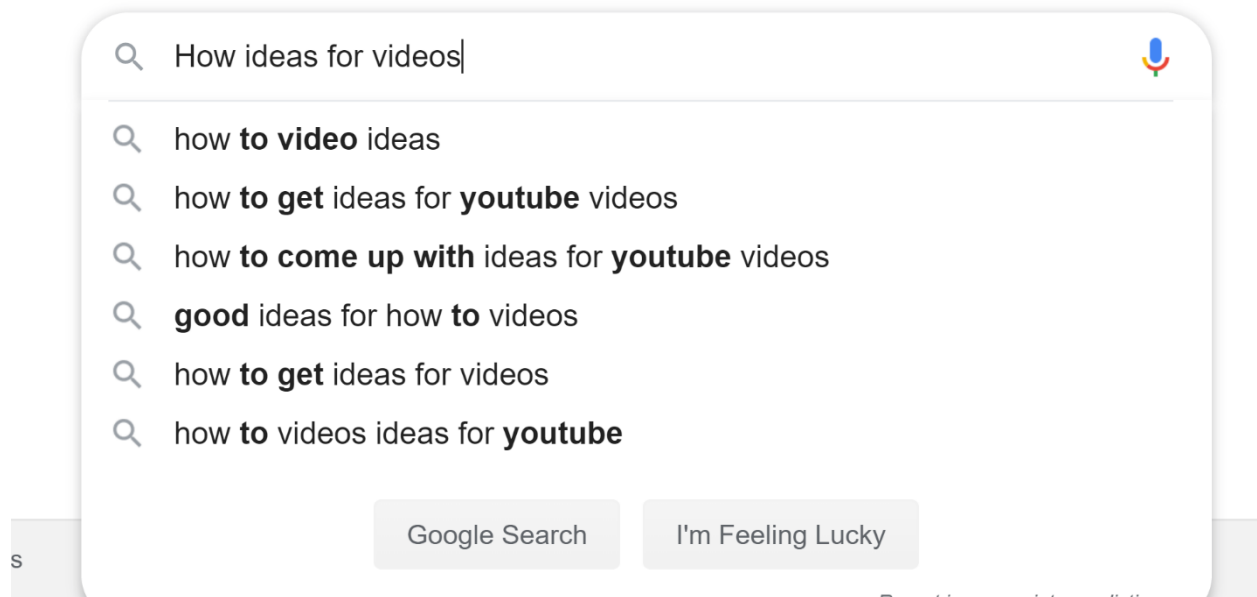 How ideas for videos
how to video ideas
how to get ideas for youtube videos
how to come up with ideas for youtube videos
good ideas for how to videos
how to get ideas for videos
how to videos ideas for youtube
Google Search I'm Feeling Lucky
s